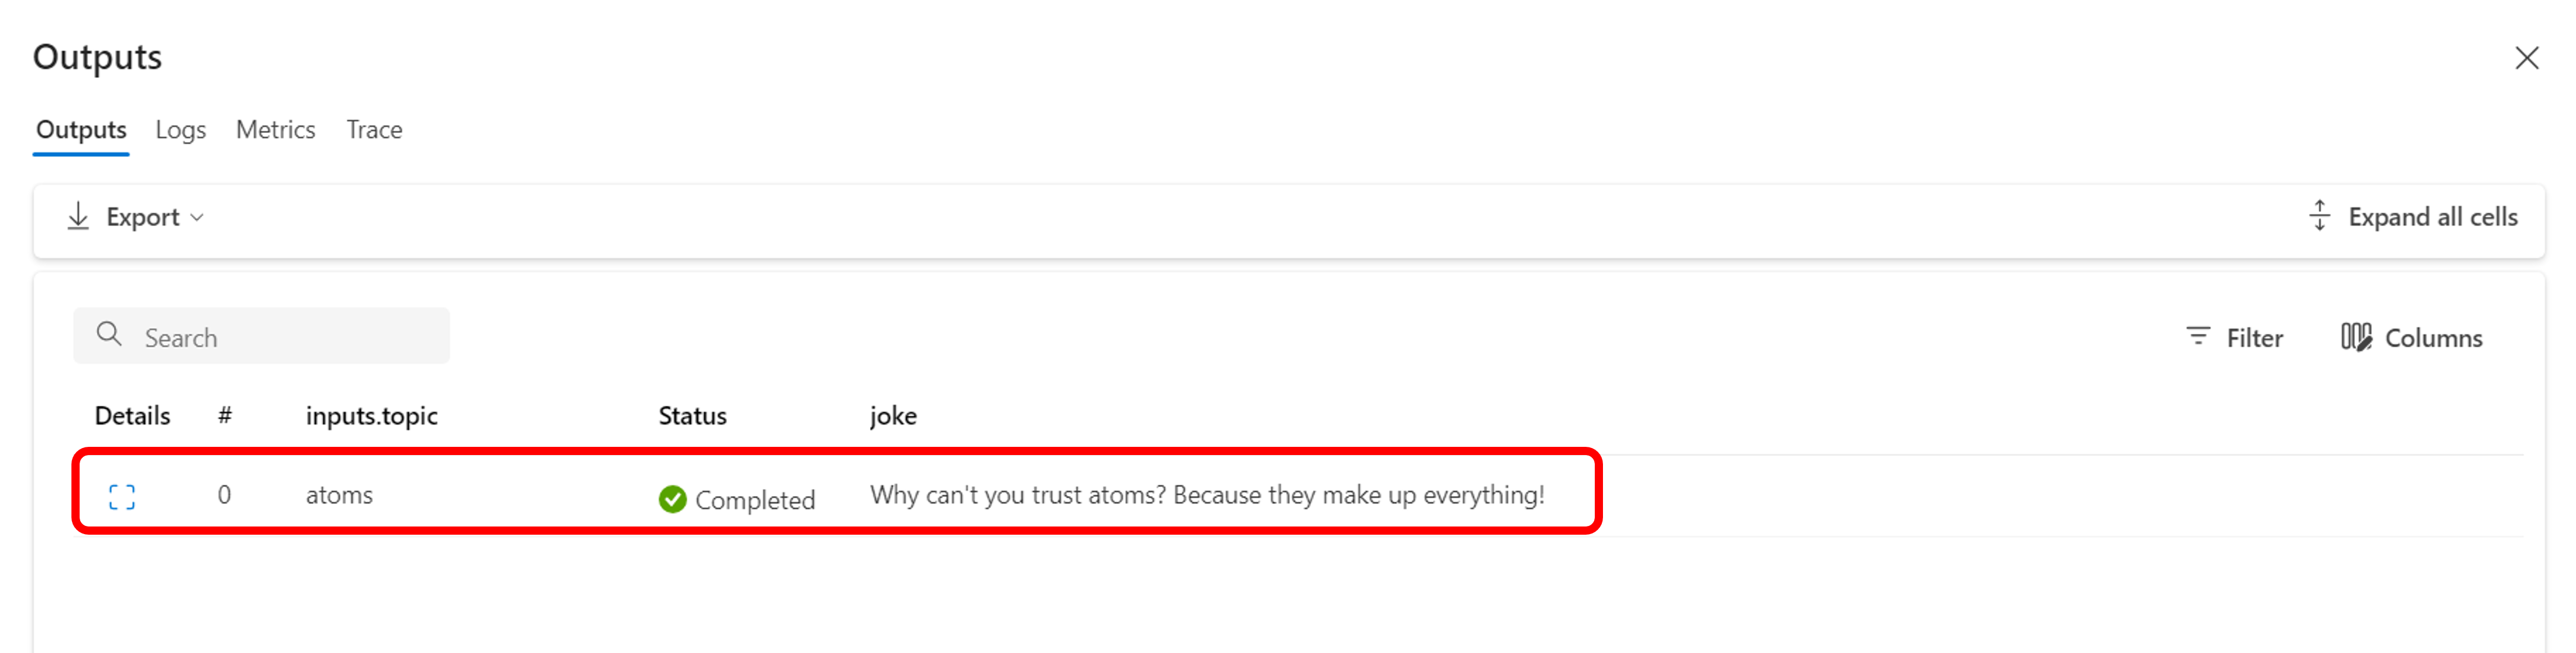 Outputs
Outputs Logs Metrics Trace
Export Expand all cells
Search Filter Columns
Details # inputs.topic Status joke
0 atoms Completed Why can't you trust atoms? Because they make up everything!